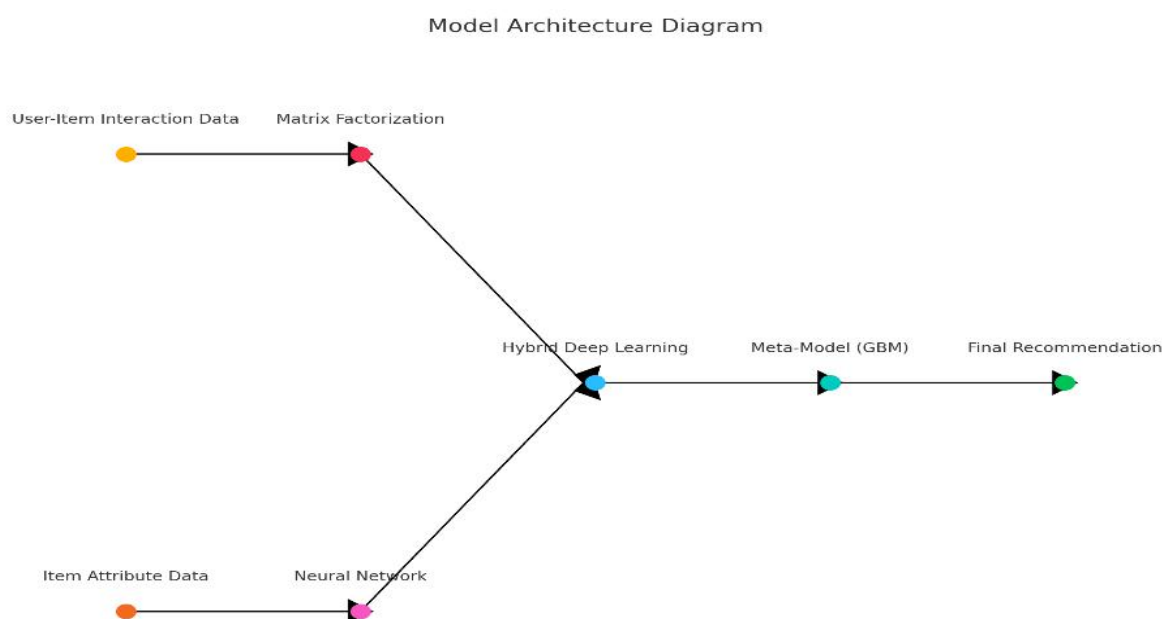 Model Architecture Diagram
User-Item Interaction Data
Matrix Factorization
Hybrid Deep Learning
Meta-Model (GBM)
Final Recommendation
Item Attribute Data
Neural Network